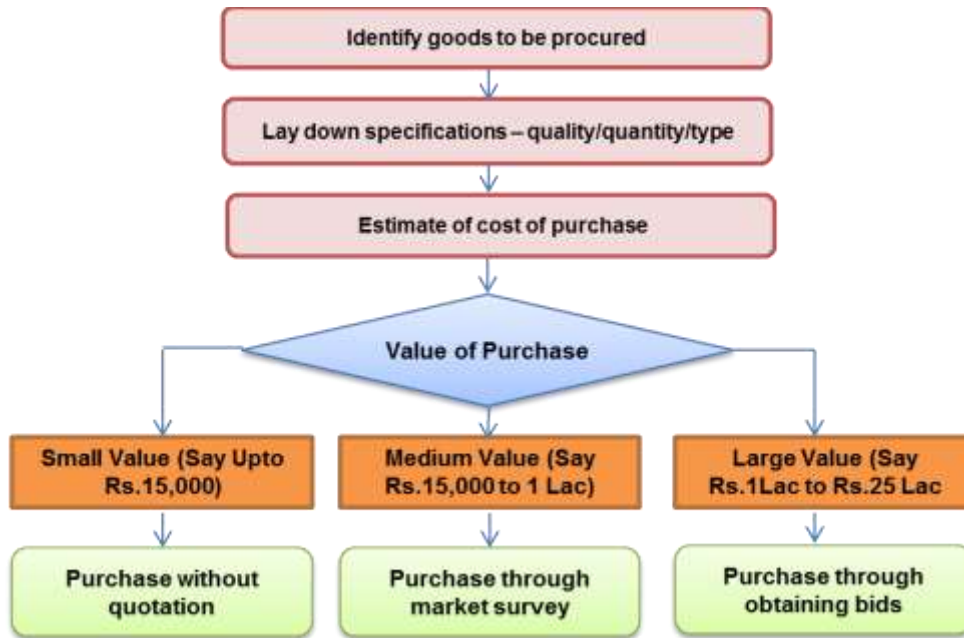 Identify goods to be procured
Lay down specifications – quality/quantity/type
Estimate of cost of purchase
Value of Purchase
Small Value (Say Upto
Rs.15,000)
Medium Value (Say
Rs.15,000 to 1 Lac)
Large Value (Say
Rs.1Lac to Rs.25 Lac
Purchase without
quotation
Purchase through
market survey
Purchase through
obtaining bids